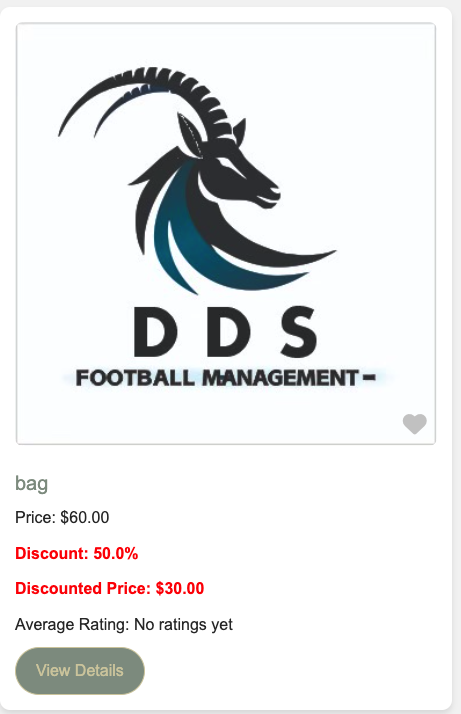 D D S
FOOTBALL MANAGEMENT-
bag
Price: $60.00
Discount: 50.0%
Discounted Price: $30.00
Average Rating: No ratings yet
View Details